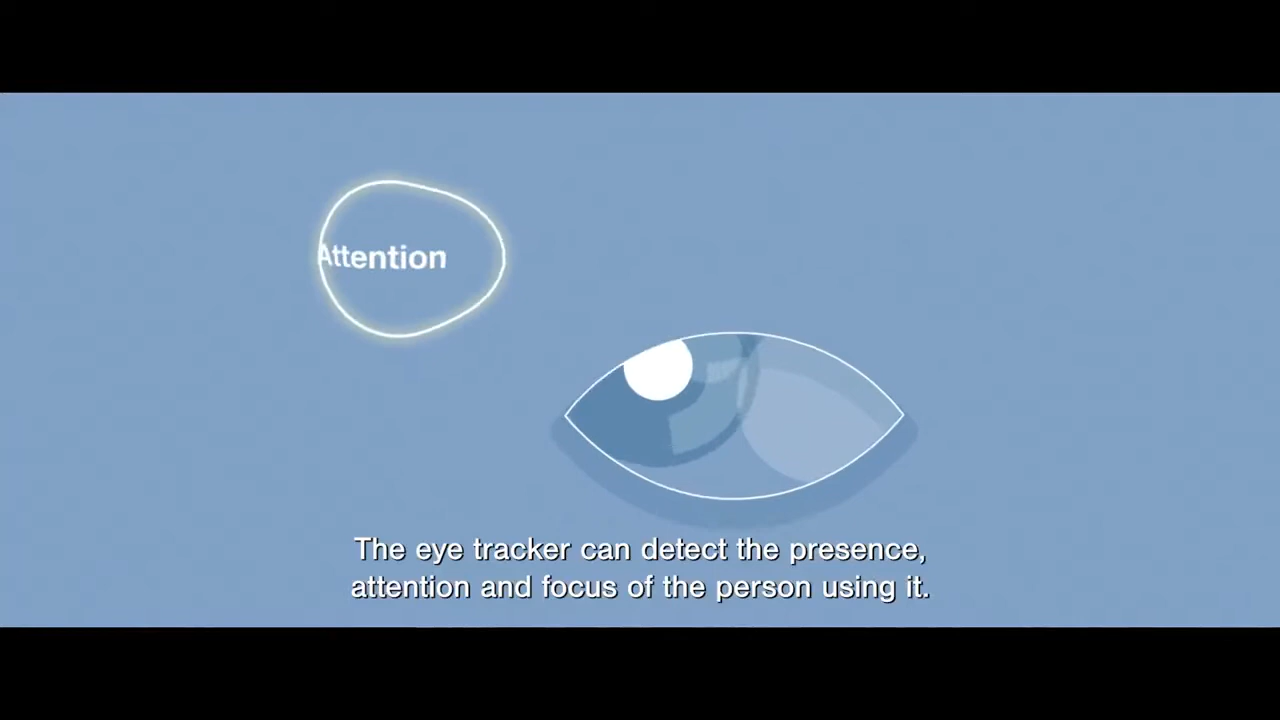 Attention
The eye tracker can detect the presence,
attention and focus of the person using it.